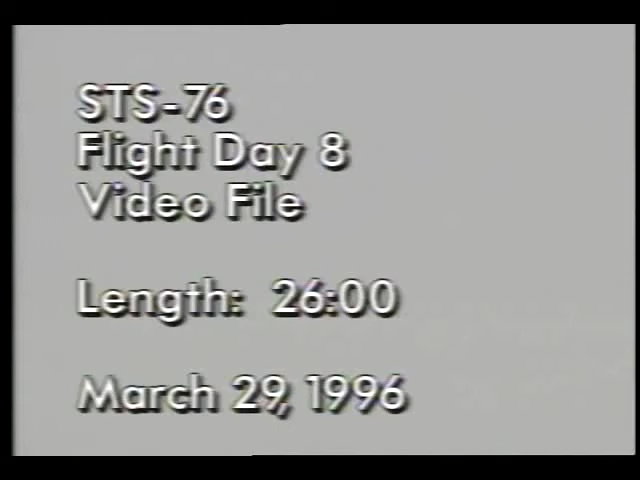 STS-76
Flight Day 8
Video File
Length: 26:00
March 29, 1996